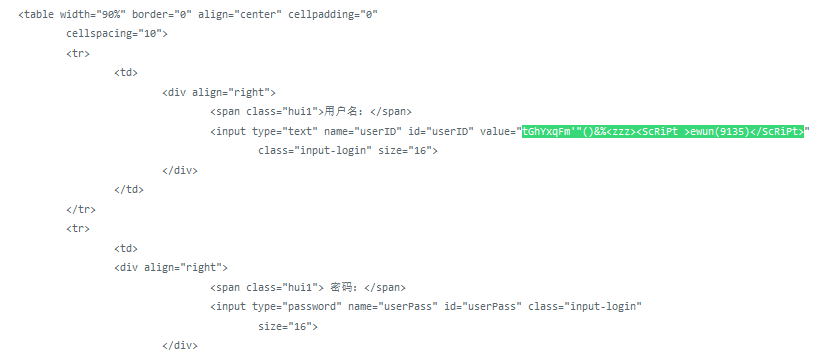 <table width="90%" border="0" align="center" cellpadding="0"
cellspacing="10">
<tr>
<td>
<div align="right">
<span class="hui1">用户名：</span>
<input type="text" name="userID" id="userID" value="tGhYxqFm'"()&%<zzz><ScRiPt >ewun(9135)</ScRiPt>"
class="input-login" size="16">
</div>
</td>
</tr>
<tr>
<td>
<div align="right">
<span class="hui1"> 密码：</span>
<input type="password" name="userPass" id="userPass" class="input-login"
size="16">
</div>